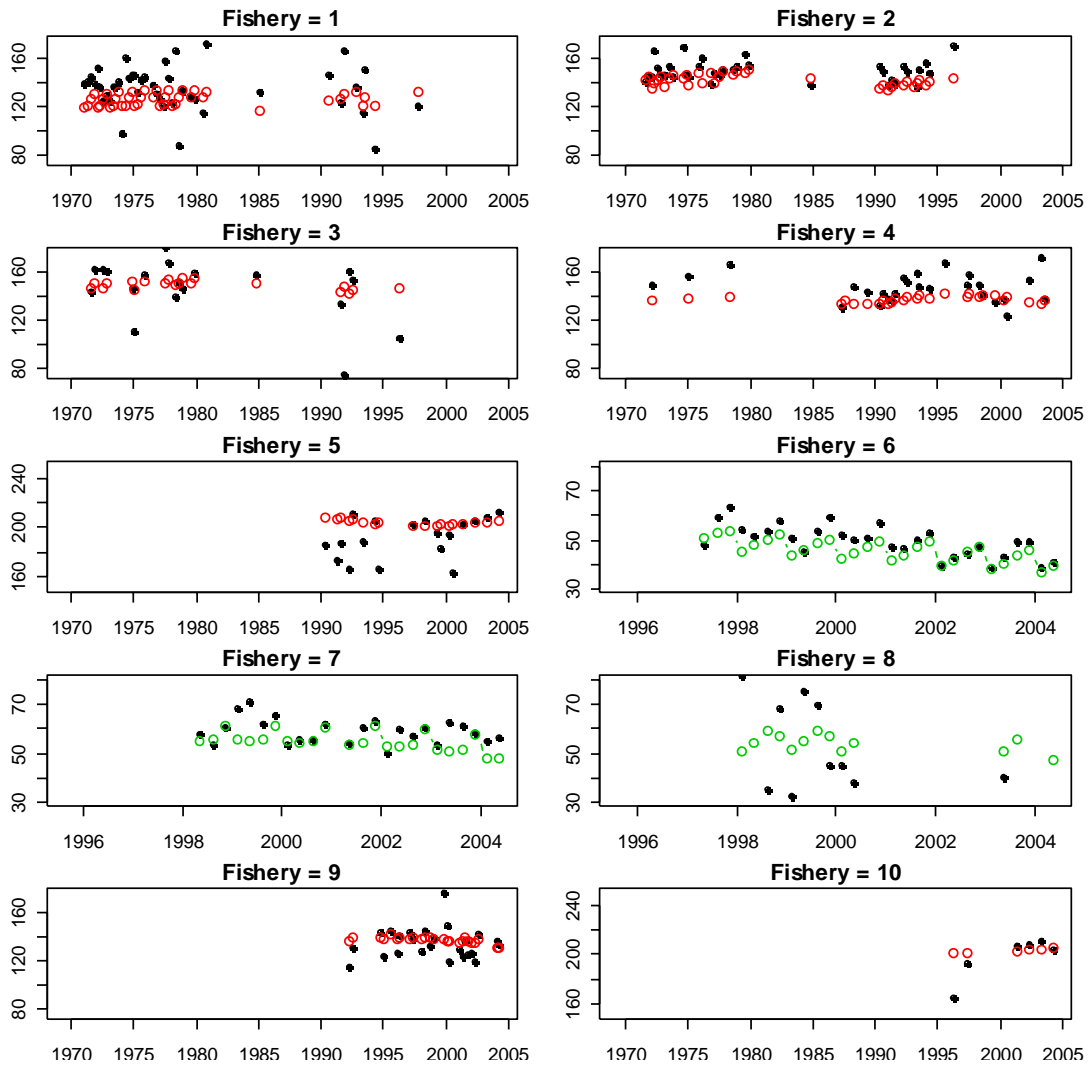 Fishery = 1
80 120 160
1970 1975 1980 1985 1990 1995 2000 2005
Fishery = 2
80 120 160
1970 1975 1980 1985 1990 1995 2000 2005
Fishery = 3
80 120 160
1970 1975 1980 1985 1990 1995 2000 2005
Fishery = 4
80 120 160
1970 1975 1980 1985 1990 1995 2000 2005
Fishery = 5
160 200 240
1970 1975 1980 1985 1990 1995 2000 2005
Fishery = 6
30 50 70
1996 1998 2000 2002 2004
Fishery = 7
30 50 70
1996 1998 2000 2002 2004
Fishery = 8
30 50 70
1996 1998 2000 2002 2004
Fishery = 9
80 120 160
1970 1975 1980 1985 1990 1995 2000 2005
Fishery = 10
160 200 240
1970 1975 1980 1985 1990 1995 2000 2005